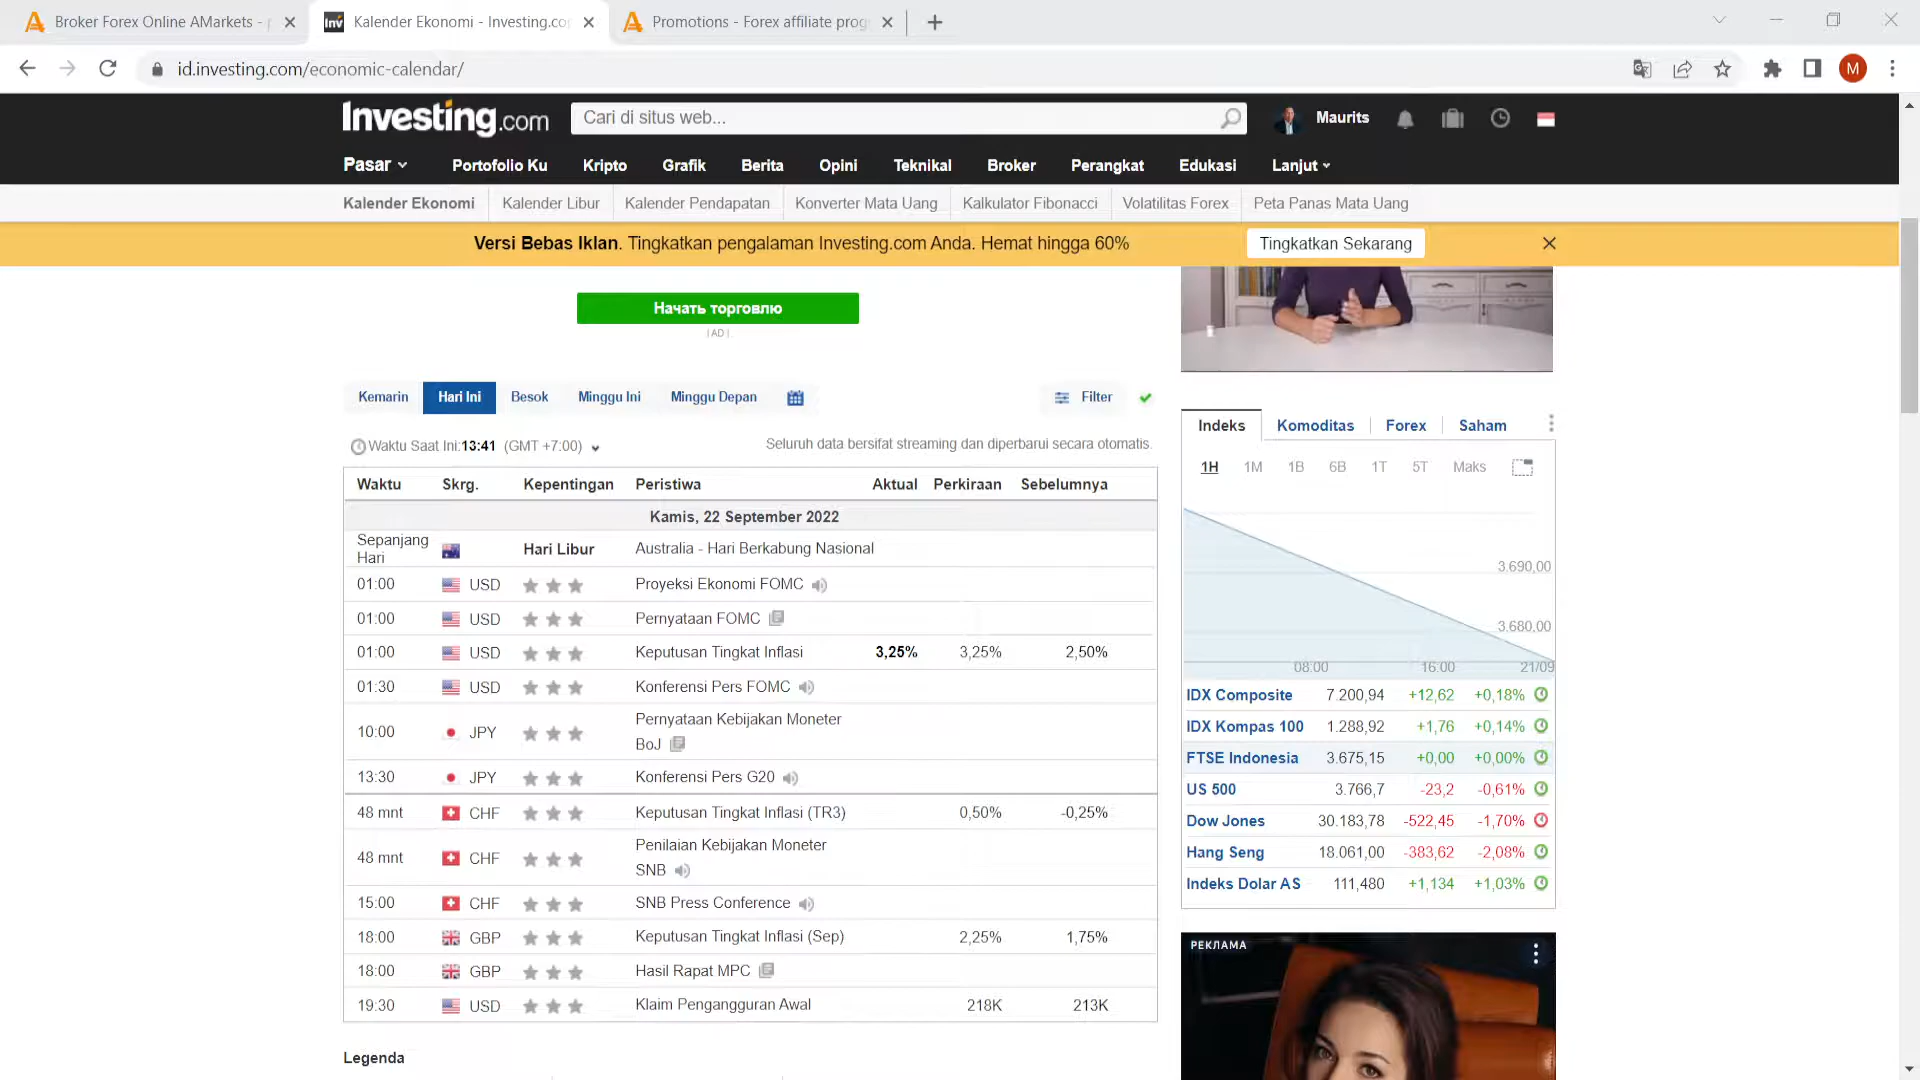 Broker Forex Online AMarkets -
Kalender Ekonomi - Investing.co
Promotions - Forex affiliate prog
id.investing.com/economic-calendar/
M
Investing.com
Cari di situs web...
Maurits
Pasar
Portofolio Ku
Kripto
Grafik
Berita
Opini
Teknikal
Broker
Perangkat
Edukasi
Lanjut
Kalender Ekonomi
Kalender Libur
Kalender Pendapatan
Konverter Mata Uang
Kalkulator Fibonacci
Volatilitas Forex
Peta Panas Mata Uang
Versi Bebas Iklan. Tingkatkan pengalaman Investing.com Anda. Hemat hingga 60%
Tingkatkan Sekarang
Начать торговлю
| AD |
Kemarin
Hari Ini
Besok
Minggu Ini
Minggu Depan
Filter
Waktu Saat Ini:13:41 (GMT +7:00)
Seluruh data bersifat streaming dan diperbarui secara otomatis.
Waktu Skrg. Kepentingan Peristiwa Aktual Perkiraan Sebelumnya
Kamis, 22 September 2022
Sepanjang Hari Hari Libur Australia - Hari Berkabung Nasional
01:00 USD Proyeksi Ekonomi FOMC
01:00 USD Pernyataan FOMC
01:00 USD Keputusan Tingkat Inflasi 3,25% 3,25% 2,50%
01:30 USD Konferensi Pers FOMC
10:00 JPY Pernyataan Kebijakan Moneter BoJ
13:30 JPY Konferensi Pers G20
48 mnt CHF Keputusan Tingkat Inflasi (TR3) 0,50% -0,25%
48 mnt CHF Penilaian Kebijakan Moneter SNB
15:00 CHF SNB Press Conference
18:00 GBP Keputusan Tingkat Inflasi (Sep) 2,25% 1,75%
18:00 GBP Hasil Rapat MPC
19:30 USD Klaim Pengangguran Awal 218K 213K
Legenda
Indeks
Komoditas
Forex
Saham
1H 1M 1B 6B 1T 5T Maks
3.690,00
3.680,00
08:00 16:00 21/09
IDX Composite 7.200,94 +12,62 +0,18%
IDX Kompas 100 1.288,92 +1,76 +0,14%
FTSE Indonesia 3.675,15 +0,00 +0,00%
US 500 3.766,7 -23,2 -0,61%
Dow Jones 30.183,78 -522,45 -1,70%
Hang Seng 18.061,00 -383,62 -2,08%
Indeks Dolar AS 111,480 +1,134 +1,03%
РЕКЛАМА